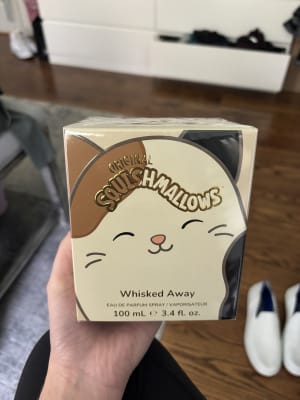 ORIGINAL
SQUISHMALLOWS
Whisked Away
EAU DE PARFUM SPRAY / VAPORISATEUR
100 mL ℮ 3.4 fl. oz.